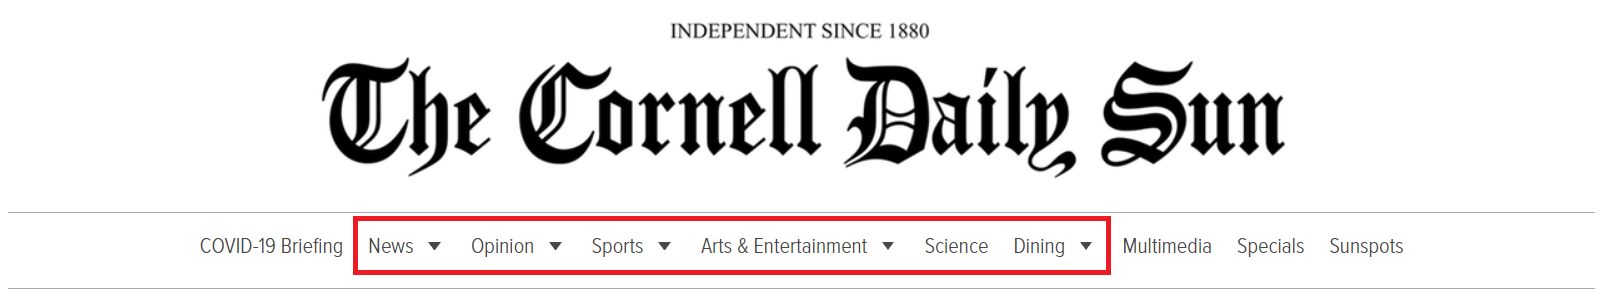 INDEPENDENT SINCE 1880
The Cornell Daily Sun
COVID-19 Briefing News Opinion Sports Arts & Entertainment Science Dining Multimedia Specials Sunspots